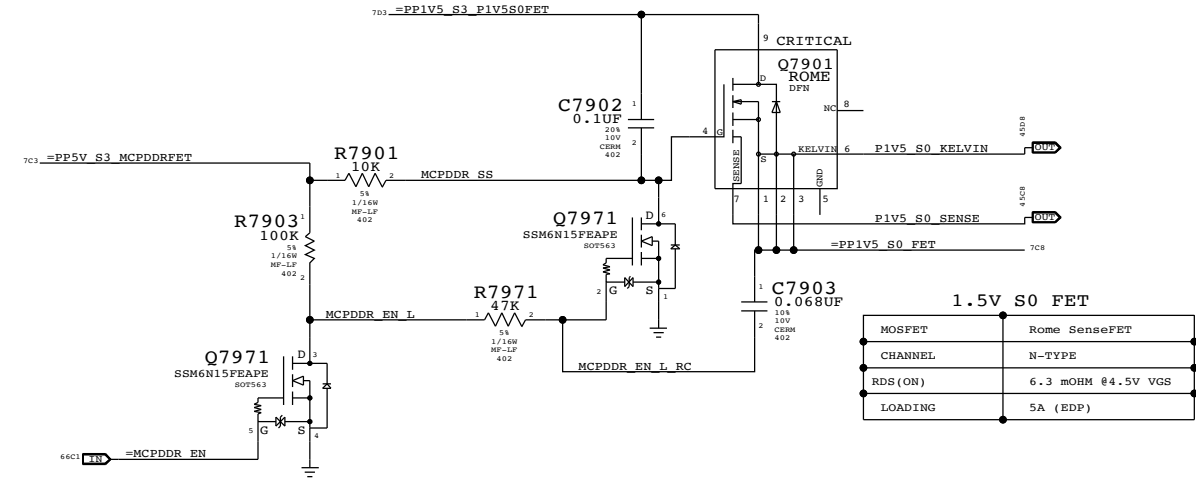 7D3 =PP1V5_S3_P1V5S0FET
9 CRITICAL
Q7901
ROME
DFN
D
NC 8
C7902
0.1UF
20%
10V
CERM
402
1
2
4 G
SENSE
S
KELVIN 6
GND
7 1 2 3 5
P1V5_S0_KELVIN
45D8
OUT
P1V5_S0_SENSE
45C8
OUT
=PP1V5_S0_FET 7C8
7C3 =PP5V_S3_MCPDDRFET
R7901
10K
1 2
5%
1/16W
MF-LF
402
MCPDDR_SS
R7903
100K
5%
1/16W
MF-LF
402
1
2
Q7971
SSM6N15FEAPE
SOT563
D 6
2 G S 1
R7971
47K
1 2
5%
1/16W
MF-LF
402
MCPDDR_EN_L
MCPDDR_EN_L_RC
C7903
0.068UF
10%
10V
CERM
402
1
2
Q7971
SSM6N15FEAPE
SOT563
D 3
5 G S 4
66C1 IN =MCPDDR_EN
1.5V S0 FET
MOSFET Rome SenseFET
CHANNEL N-TYPE
RDS(ON) 6.3 mOHM @4.5V VGS
LOADING 5A (EDP)